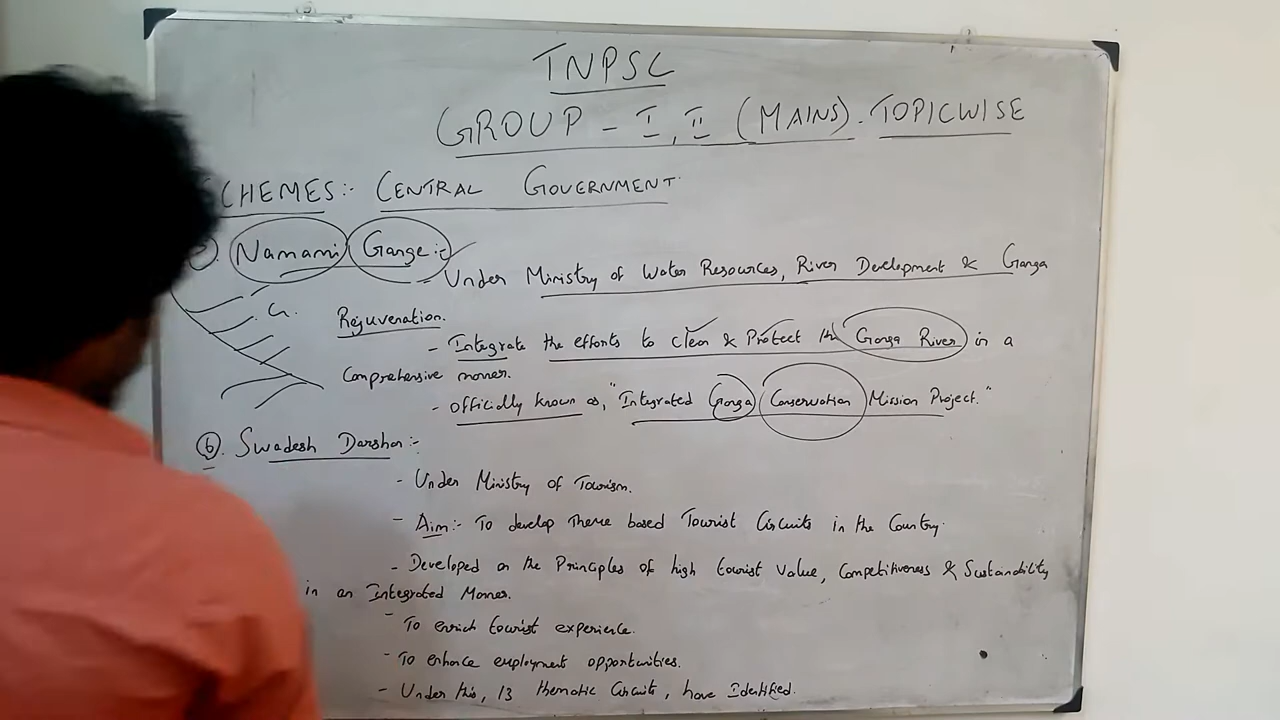 TNPSC
GROUP - I, II (MAINS). TOPICWISE
CHEMES:- CENTRAL GOVERNMENT
Namami Gange:-
- Under Ministry of Water Resources, River Development & Ganga
Rejuvenation.
- Integrate the efforts to clean & Protect the Ganga River in a
Comprehensive manner.
- officially known as, "Integrated Ganga Conservation Mission Project."
6. Swadesh Darshan:-
- Under Ministry of Tourism.
- Aim:- To develop Theme based Tourist Circuits in the Country.
- Developed on the Principles of high tourist value, Competitiveness & Sustainability
in an Integrated Manner.
- To enrich tourist experience.
- To enhance employment opportunities.
- Under this, 13 thematic Circuits, have Identified.